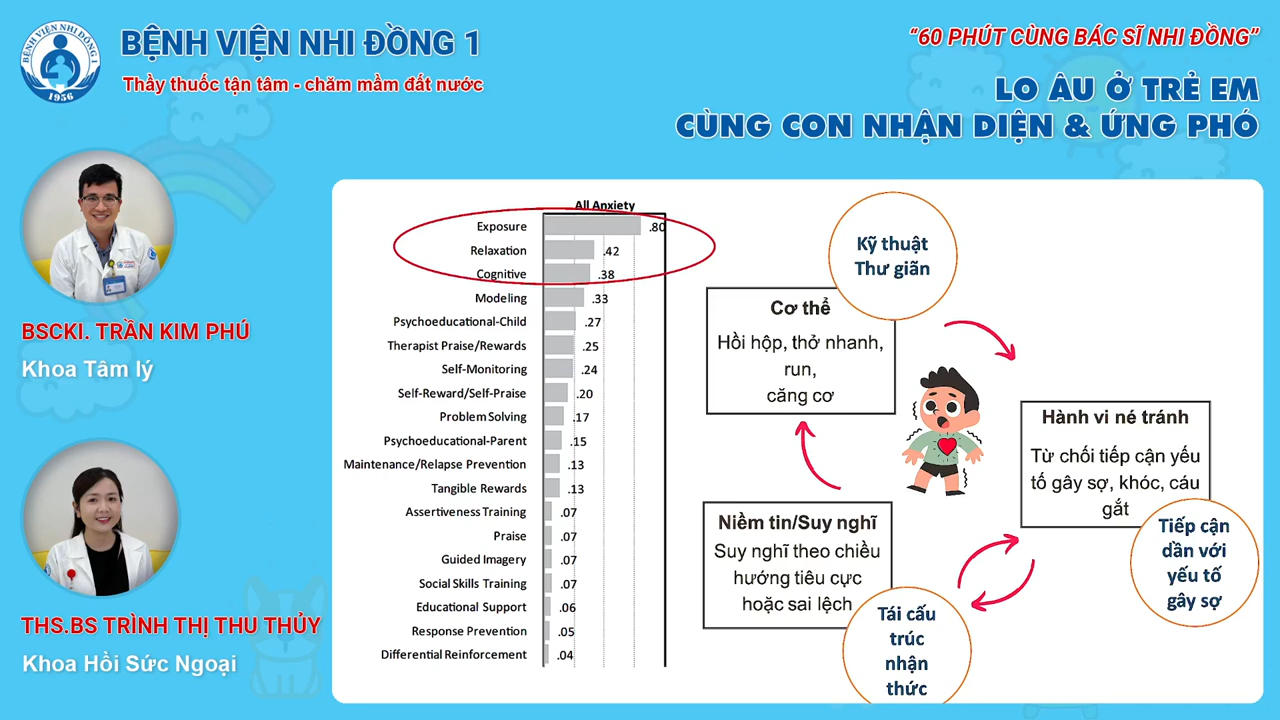 BỆNH VIỆN NHI ĐỒNG 1
1956
BỆNH VIỆN NHI ĐỒNG 1
Thầy thuốc tận tâm - chăm mầm đất nước
“60 PHÚT CÙNG BÁC SĨ NHI ĐỒNG”
LO ÂU Ở TRẺ EM
CÙNG CON NHẬN DIỆN & ỨNG PHÓ
BSCKI. TRẦN KIM PHÚ
Khoa Tâm lý
THS.BS TRÌNH THỊ THU THỦY
Khoa Hồi Sức Ngoại
All Anxiety
Exposure .80
Relaxation .42
Cognitive .38
Modeling .33
Psychoeducational-Child .27
Therapist Praise/Rewards .25
Self-Monitoring .24
Self-Reward/Self-Praise .20
Problem Solving .17
Psychoeducational-Parent .15
Maintenance/Relapse Prevention .13
Tangible Rewards .13
Assertiveness Training .07
Praise .07
Guided Imagery .07
Social Skills Training .07
Educational Support .06
Response Prevention .05
Differential Reinforcement .04
Kỹ thuật
Thư giãn
Cơ thể
Hồi hộp, thở nhanh,
run,
căng cơ
Hành vi né tránh
Từ chối tiếp cận yếu
tố gây sợ, khóc, cáu
gắt
Tiếp cận
dần với
yếu tố
gây sợ
Niềm tin/Suy nghĩ
Suy nghĩ theo chiều
hướng tiêu cực
hoặc sai lệch
Tái cấu
trúc
nhận
thức